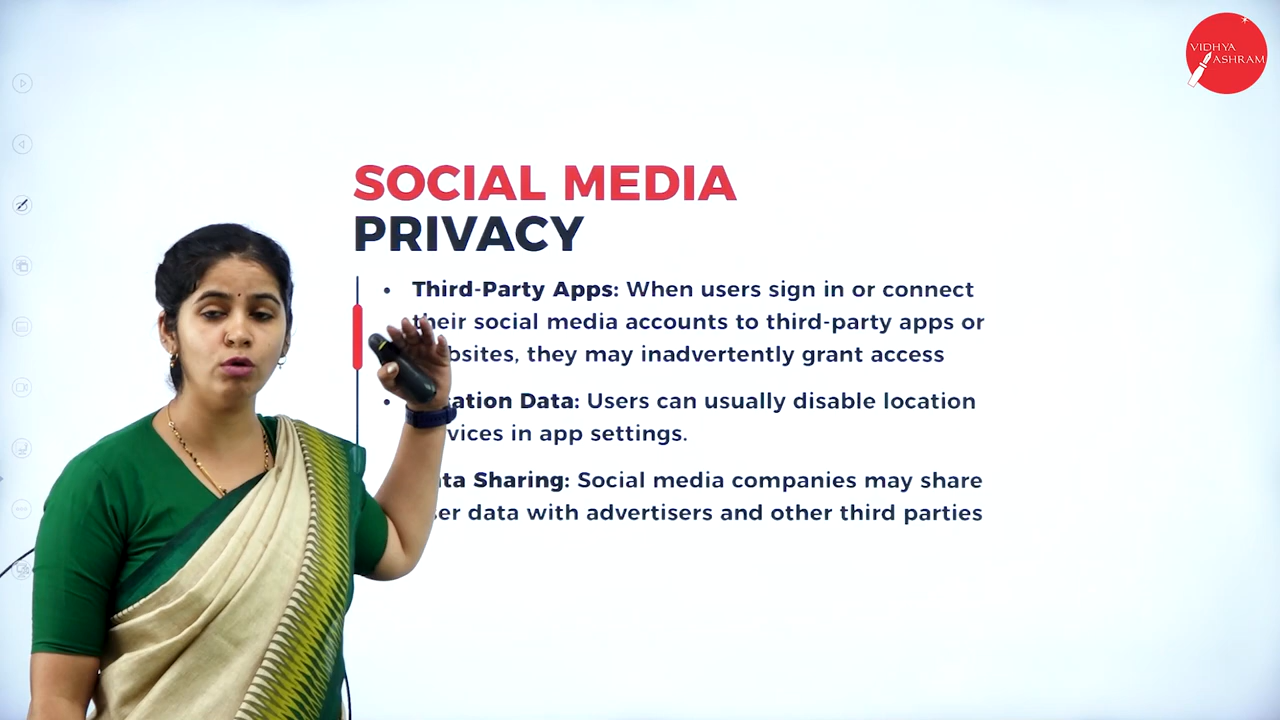 VIDHYA
ASHRAM
SOCIAL MEDIA
PRIVACY
• Third-Party Apps: When users sign in or connect
their social media accounts to third-party apps or
bsites, they may inadvertently grant access
• ation Data: Users can usually disable location
vices in app settings.
ta Sharing: Social media companies may share
er data with advertisers and other third parties